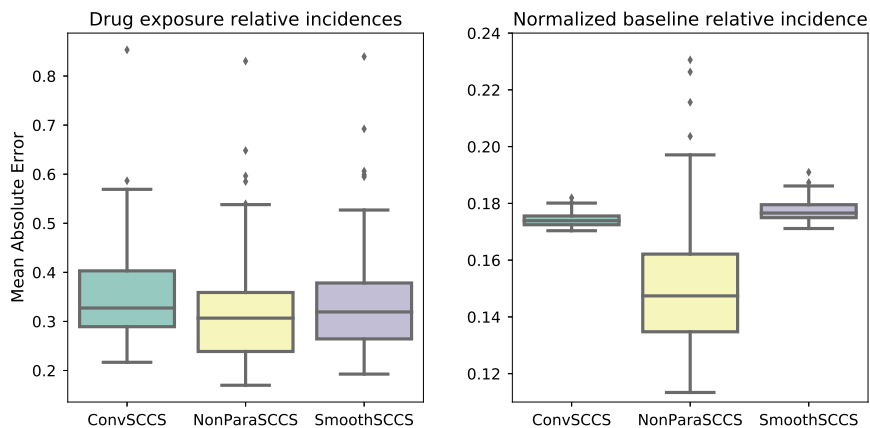 Drug exposure relative incidences
Mean Absolute Error
0.8
0.7
0.6
0.5
0.4
0.3
0.2
ConvSCCS NonParaSCCS SmoothSCCS
Normalized baseline relative incidence
0.24
0.22
0.20
0.18
0.16
0.14
0.12
ConvSCCS NonParaSCCS SmoothSCCS